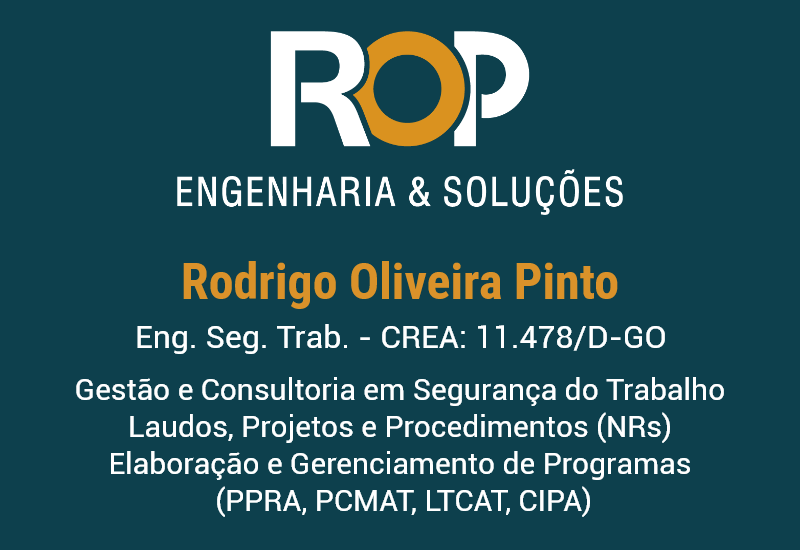 ROP
ENGENHARIA & SOLUÇÕES
Rodrigo Oliveira Pinto
Eng. Seg. Trab. - CREA: 11.478/D-GO
Gestão e Consultoria em Segurança do Trabalho
Laudos, Projetos e Procedimentos (NRs)
Elaboração e Gerenciamento de Programas
(PPRA, PCMAT, LTCAT, CIPA)